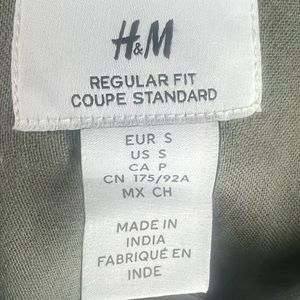 H&M
REGULAR FIT
COUPE STANDARD
EUR S
US S
CA P
CN 175/92A
MX CH
MADE IN
INDIA
FABRIQUÉ EN
INDE